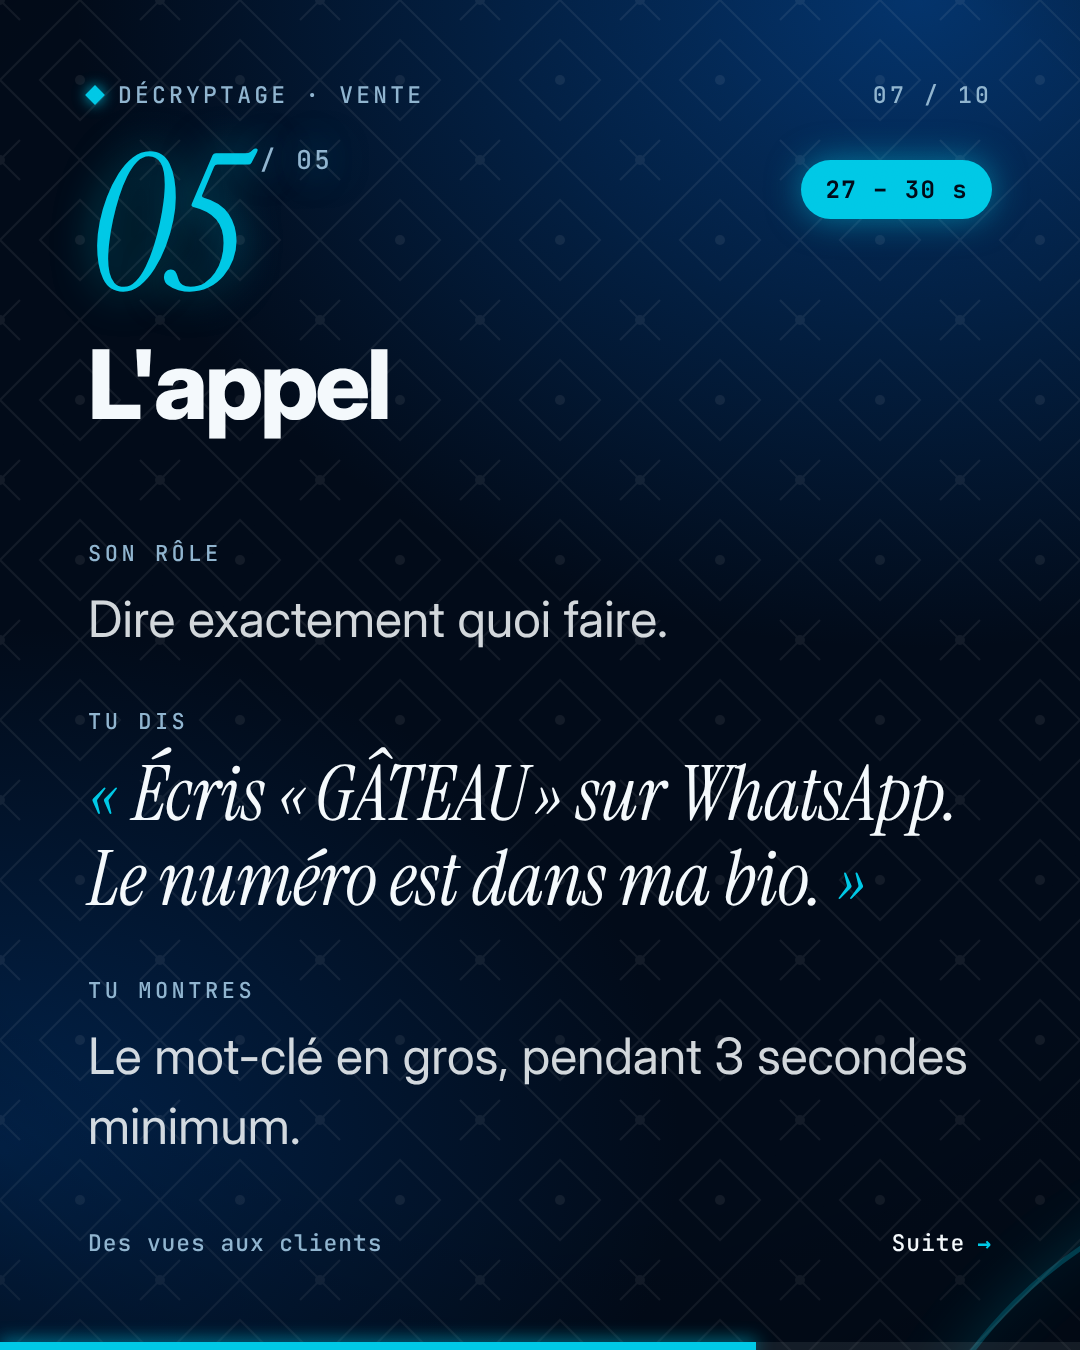 DÉCRYPTAGE · VENTE
07 / 10
05 / 05
27 – 30 s
L'appel
SON RÔLE
Dire exactement quoi faire.
TU DIS
« Écris « GÂTEAU » sur WhatsApp.
Le numéro est dans ma bio. »
TU MONTRES
Le mot-clé en gros, pendant 3 secondes
minimum.
Des vues aux clients
Suite →